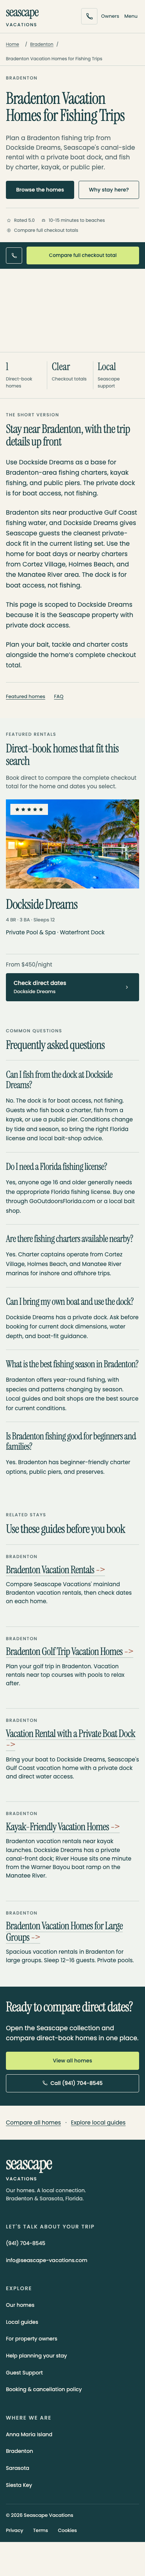 seascape
VACATIONS
Owners Menu
Home / Bradenton /
Bradenton Vacation Homes for Fishing Trips
BRADENTON
Bradenton Vacation
Homes for Fishing Trips
Plan a Bradenton fishing trip from
Dockside Dreams, Seascape's canal-side
rental with a private boat dock, and fish
by charter, kayak, or public pier.
Browse the homes
Why stay here?
Rated 5.0
10-15 minutes to beaches
Compare full checkout totals
Compare full checkout total
1
Direct-book
homes
Clear
Checkout totals
Local
Seascape
support
THE SHORT VERSION
Stay near Bradenton, with the trip
details up front
Use Dockside Dreams as a base for
Bradenton-area fishing charters, kayak
fishing, and public piers. The private dock
is for boat access, not fishing.
Bradenton sits near productive Gulf Coast
fishing water, and Dockside Dreams gives
Seascape guests the clearest private-
dock fit in the current listing set. Use the
home for boat days or nearby charters
from Cortez Village, Holmes Beach, and
the Manatee River area. The dock is for
boat access, not fishing.
This page is scoped to Dockside Dreams
because it is the Seascape property with
private dock access.
Plan your bait, tackle and charter costs
alongside the home's complete checkout
total.
Featured homes FAQ
FEATURED RENTALS
Direct-book homes that fit this
search
Book direct to compare the complete checkout
total for the home and dates you select.
★ ★ ★ ★ ★
Dockside Dreams
4 BR · 3 BA · Sleeps 12
Private Pool & Spa · Waterfront Dock
From $450/night
Check direct dates
Dockside Dreams
COMMON QUESTIONS
Frequently asked questions
Can I fish from the dock at Dockside
Dreams?
No. The dock is for boat access, not fishing.
Guests who fish book a charter, fish from a
kayak, or use a public pier. Conditions change
by tide and season, so bring the right Florida
license and local bait-shop advice.
Do I need a Florida fishing license?
Yes, anyone age 16 and older generally needs
the appropriate Florida fishing license. Buy one
through GoOutdoorsFlorida.com or a local bait
shop.
Are there fishing charters available nearby?
Yes. Charter captains operate from Cortez
Village, Holmes Beach, and Manatee River
marinas for inshore and offshore trips.
Can I bring my own boat and use the dock?
Dockside Dreams has a private dock. Ask before
booking for current dock dimensions, water
depth, and boat-fit guidance.
What is the best fishing season in Bradenton?
Bradenton offers year-round fishing, with
species and patterns changing by season.
Local guides and bait shops are the best source
for current conditions.
Is Bradenton fishing good for beginners and
families?
Yes. Bradenton has beginner-friendly charter
options, public piers, and preserves.
RELATED STAYS
Use these guides before you book
BRADENTON
Bradenton Vacation Rentals ->
Compare Seascape Vacations' mainland
Bradenton vacation rentals, then check dates
on each home.
BRADENTON
Bradenton Golf Trip Vacation Homes ->
Plan your golf trip in Bradenton. Vacation
rentals near top courses with pools to relax
after.
BRADENTON
Vacation Rental with a Private Boat Dock
->
Bring your boat to Dockside Dreams, Seascape's
Gulf Coast vacation home with a private dock
and direct water access.
BRADENTON
Kayak-Friendly Vacation Homes ->
Bradenton vacation rentals near kayak
launches. Dockside Dreams has a private
canal-front dock; River House sits one minute
from the Warner Bayou boat ramp on the
Manatee River.
BRADENTON
Bradenton Vacation Homes for Large
Groups ->
Spacious vacation rentals in Bradenton for
large groups. Sleep 12-16 guests. Private pools.
Ready to compare direct dates?
Open the Seascape collection and
compare direct-book homes in one place.
View all homes
Call (941) 704-8545
Compare all homes · Explore local guides
seascape
VACATIONS
Our homes. A local connection.
Bradenton & Sarasota, Florida.
LET'S TALK ABOUT YOUR TRIP
(941) 704-8545
info@seascape-vacations.com
EXPLORE
Our homes
Local guides
For property owners
Help planning your stay
Guest Support
Booking & cancellation policy
WHERE WE ARE
Anna Maria Island
Bradenton
Sarasota
Siesta Key
© 2026 Seascape Vacations
Privacy Terms Cookies